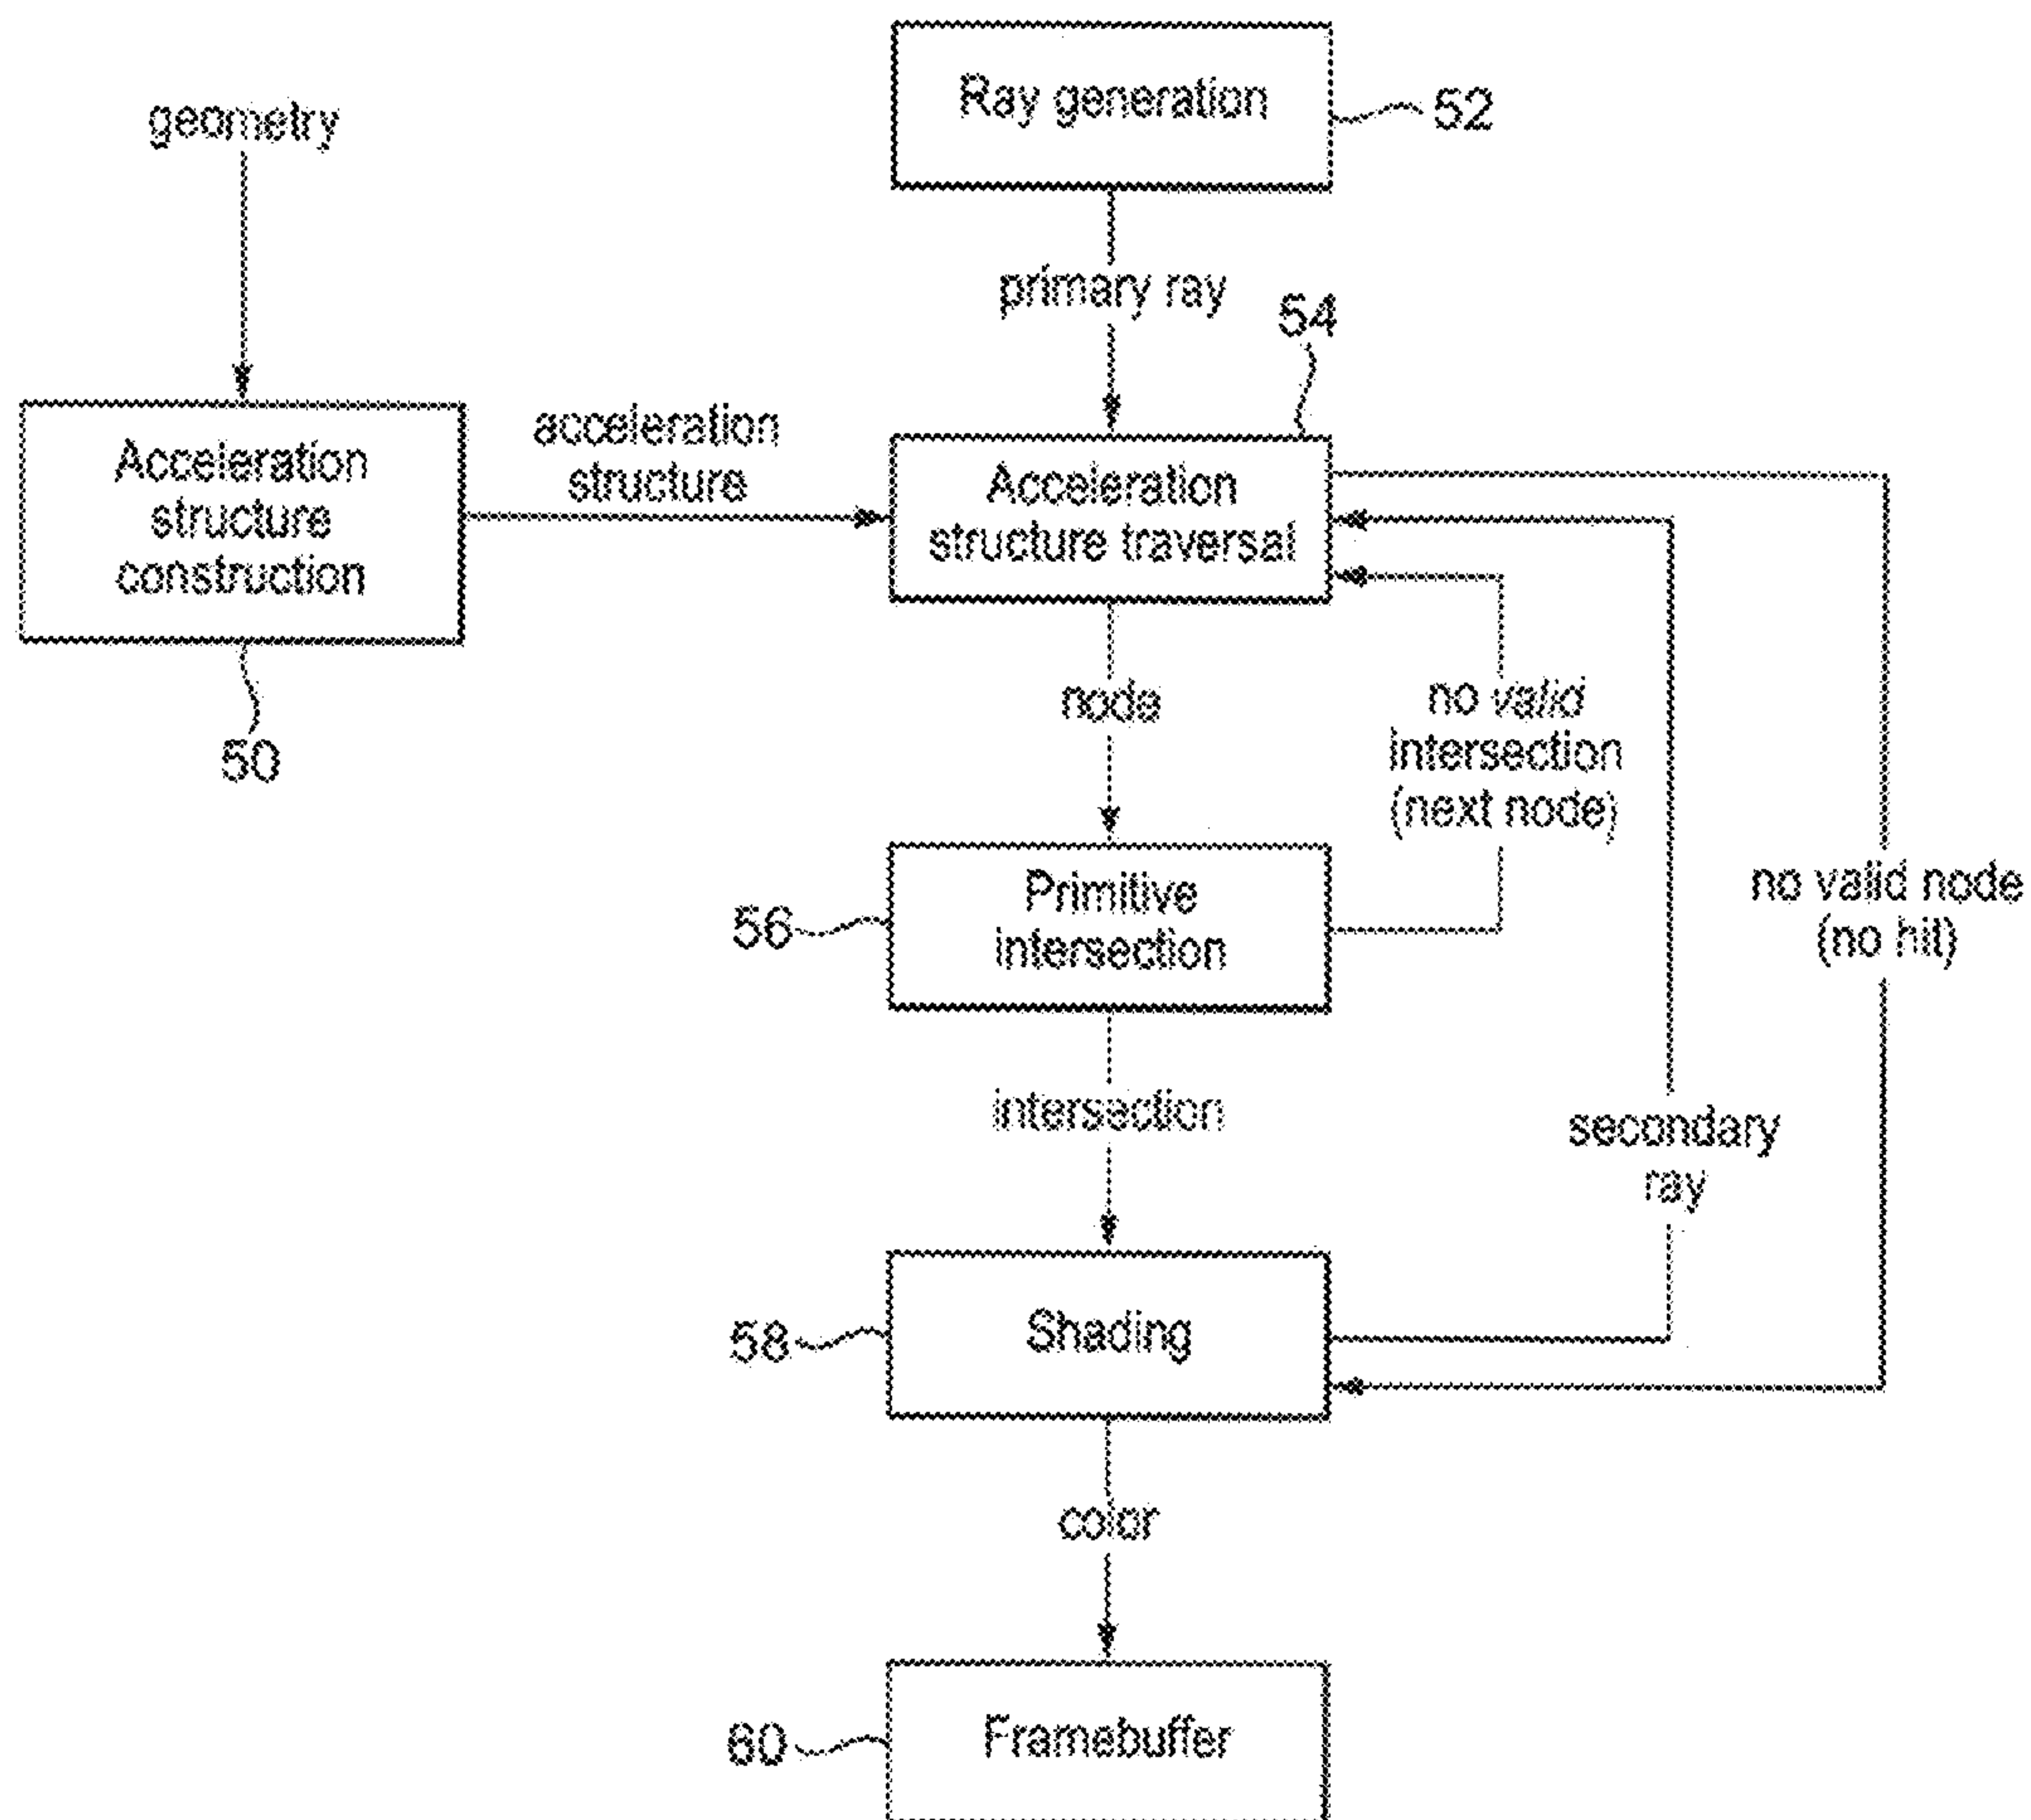 Ray generation
52
geometry
primary ray
54
acceleration
structure
Acceleration
structure
construction
Acceleration
structure traversal
50
node
no valid
intersection
(next node)
no valid node
(no hit)
Primitive
intersection
56
intersection
secondary
ray
Shading
58
color
Framebuffer
60